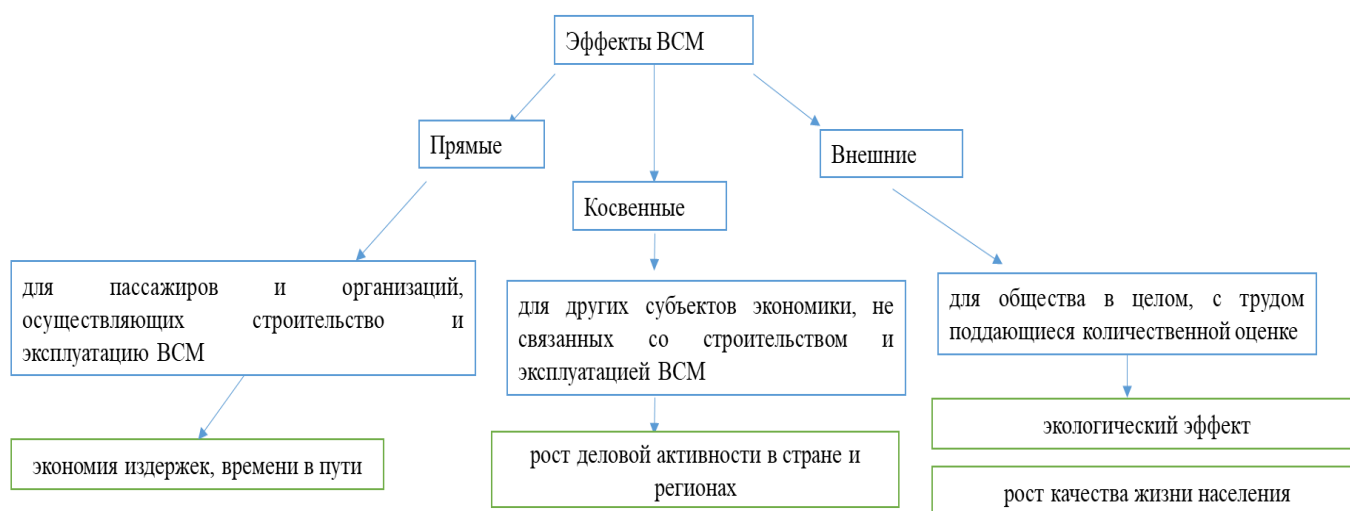 Эффекты ВСМ
Прямые
Внешние
Косвенные
для пассажиров и организаций,
осуществляющих строительство и
эксплуатацию ВСМ
для других субъектов экономики, не
связанных со строительством и
эксплуатацией ВСМ
для общества в целом, с трудом
поддающиеся количественной оценке
экономия издержек, времени в пути
рост деловой активности в стране и
регионах
экологический эффект
рост качества жизни населения